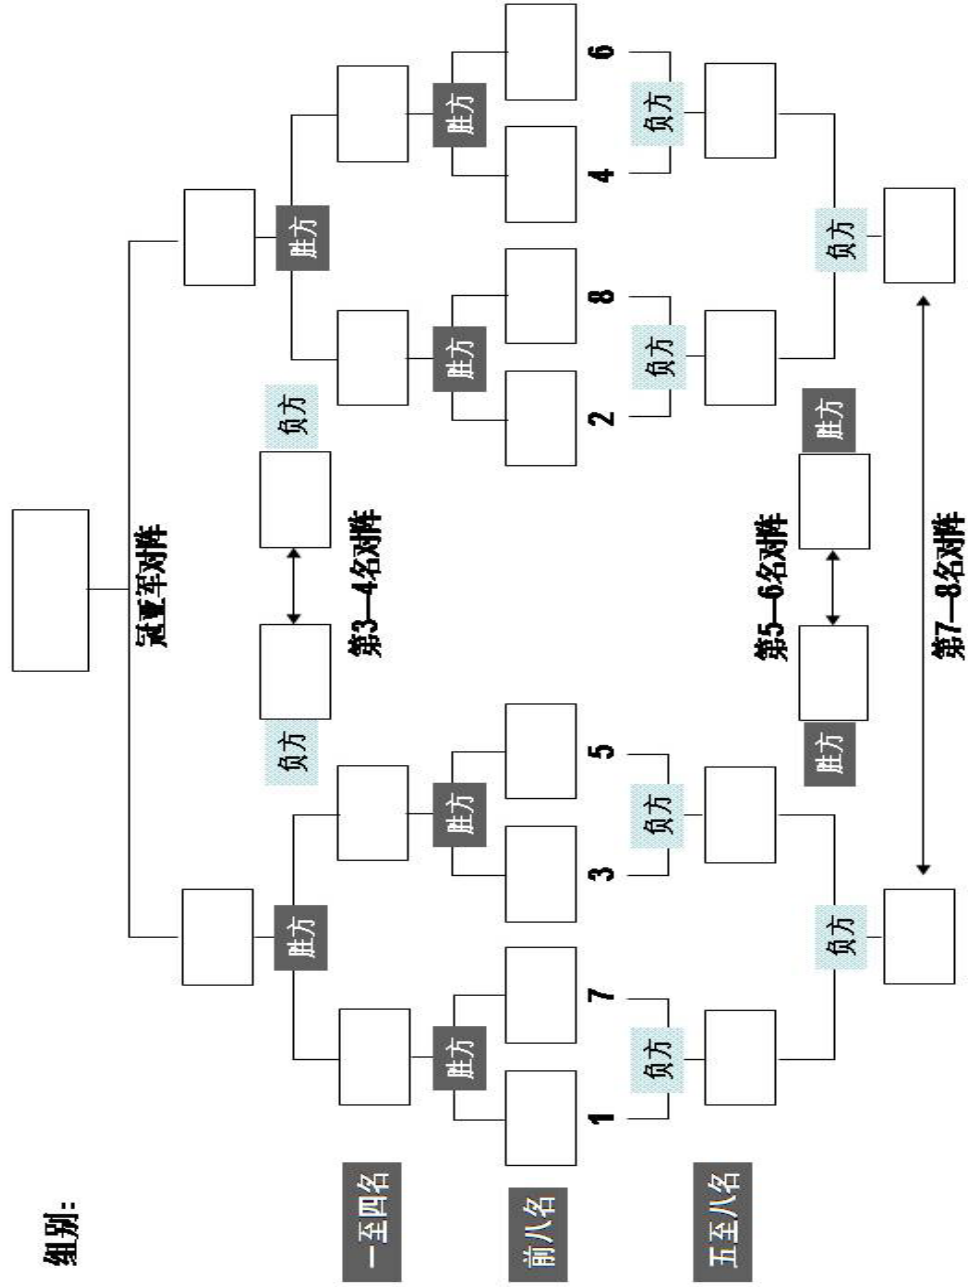 组别：
冠亚军对阵
胜方
负方
负方
胜方
一至四名
第3—4名对阵
胜方
胜方
胜方
胜方
前八名
1
7
3
5
2
8
4
6
负方
负方
负方
负方
五至八名
第5—6名对阵
负方
胜方
胜方
负方
第7—8名对阵